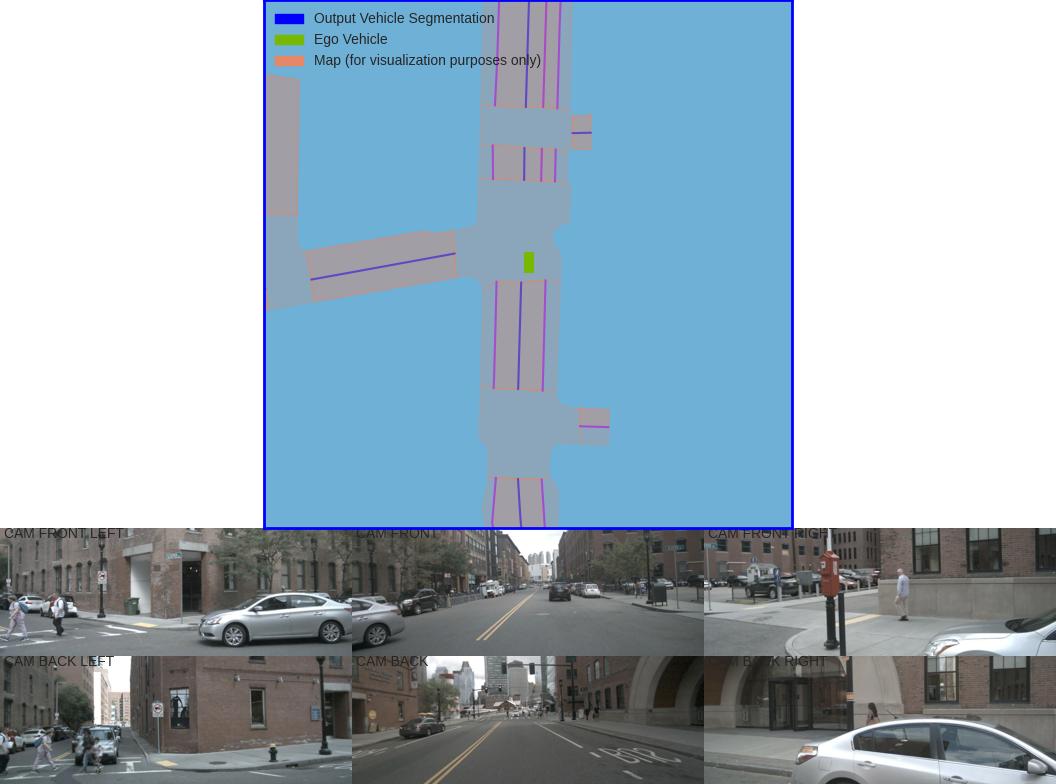 Output Vehicle Segmentation
Ego Vehicle
Map (for visualization purposes only)
CAM FRONT LEFT
CAM FRONT
CAM FRONT RIGHT
CAM BACK LEFT
CAM BACK
CAM BACK RIGHT